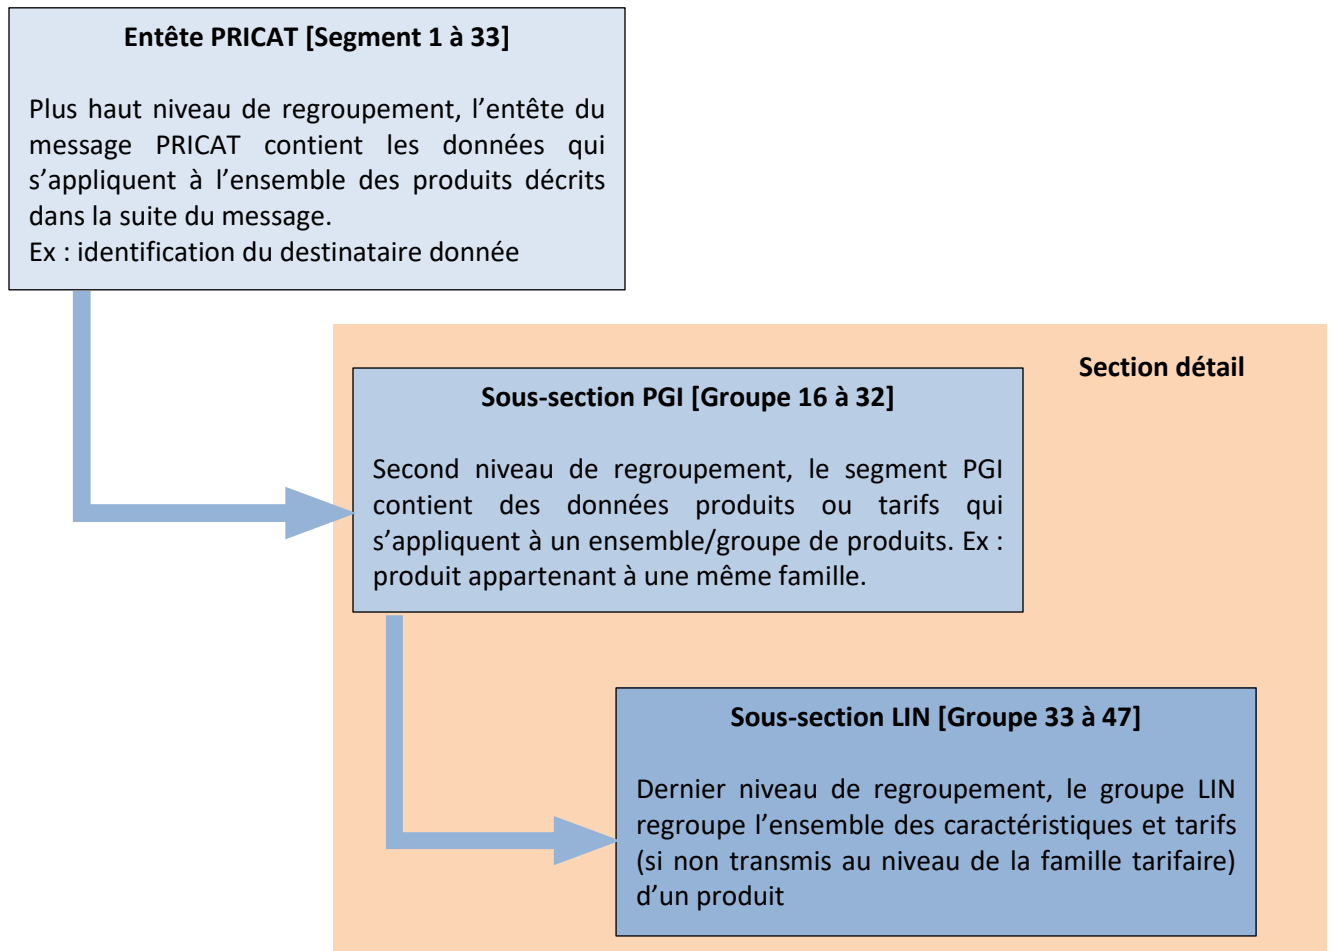 Entête PRICAT [Segment 1 à 33]
Plus haut niveau de regroupement, l’entête du
message PRICAT contient les données qui
s’appliquent à l’ensemble des produits décrits
dans la suite du message.
Ex : identification du destinataire donnée
Section détail
Sous-section PGI [Groupe 16 à 32]
Second niveau de regroupement, le segment PGI
contient des données produits ou tarifs qui
s’appliquent à un ensemble/groupe de produits. Ex :
produit appartenant à une même famille.
Sous-section LIN [Groupe 33 à 47]
Dernier niveau de regroupement, le groupe LIN
regroupe l’ensemble des caractéristiques et tarifs
(si non transmis au niveau de la famille tarifaire)
d’un produit